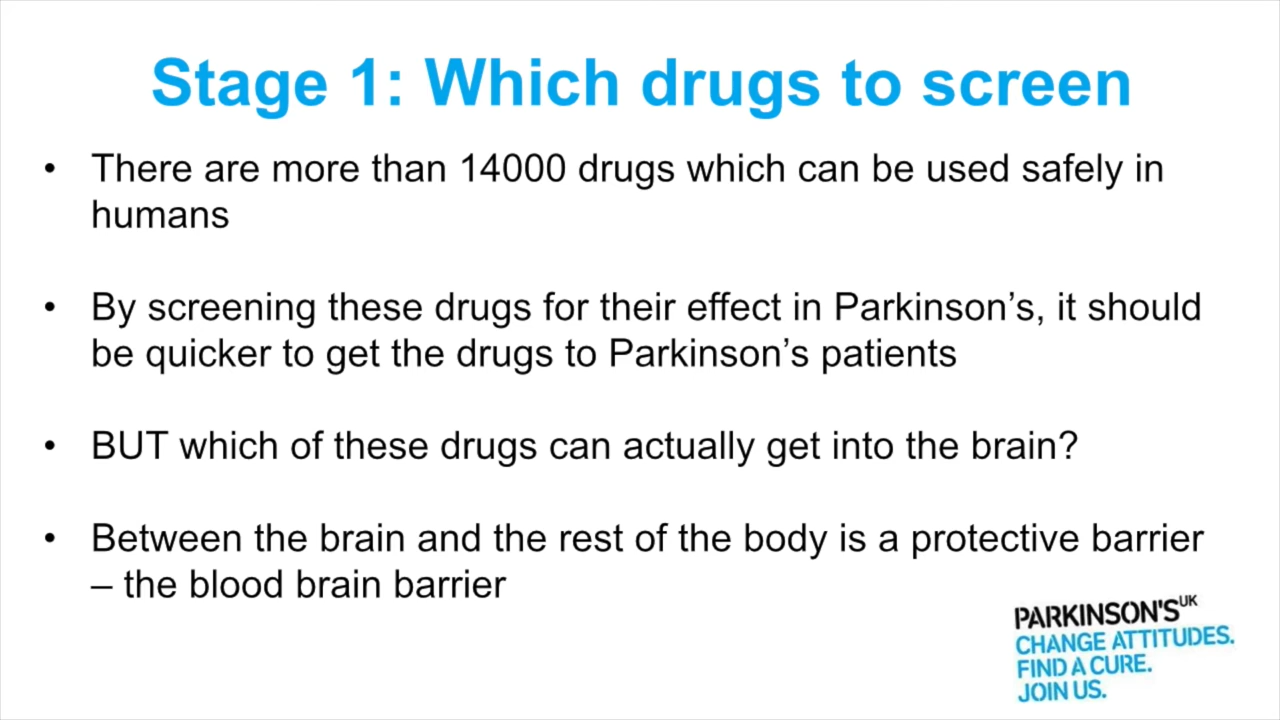 Stage 1: Which drugs to screen
• There are more than 14000 drugs which can be used safely in
humans
• By screening these drugs for their effect in Parkinson’s, it should
be quicker to get the drugs to Parkinson’s patients
• BUT which of these drugs can actually get into the brain?
• Between the brain and the rest of the body is a protective barrier
– the blood brain barrier
PARKINSON'S UK
CHANGE ATTITUDES.
FIND A CURE.
JOIN US.